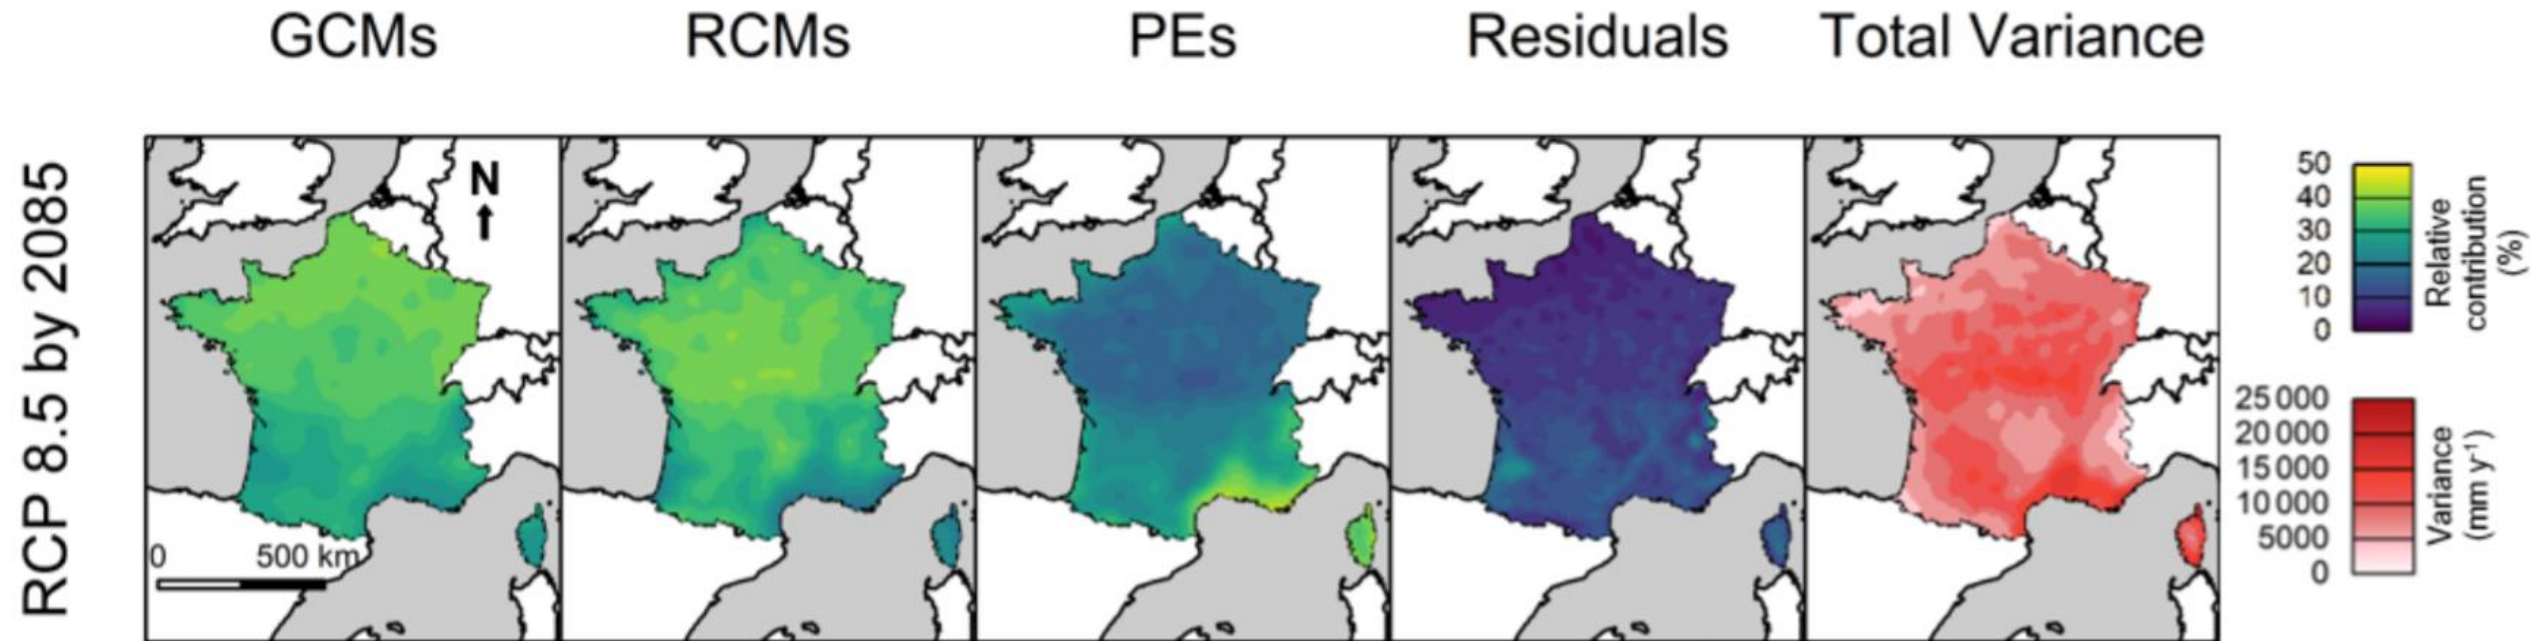 GCMs RCMs PEs Residuals Total Variance
RCP 8.5 by 2085
N
0 500 km
50
40
30
20
10
0
Relative
contribution
(%)
25 000
20 000
15 000
10 000
5000
0
Variance
(mm y⁻¹)